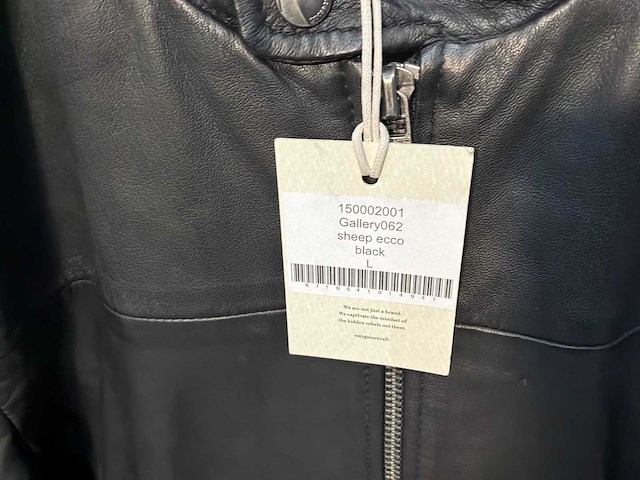 150002001
Gallery062
sheep ecco
black
L
We are not just a brand.
We captivate the mindset of
the hidden rebels out there.